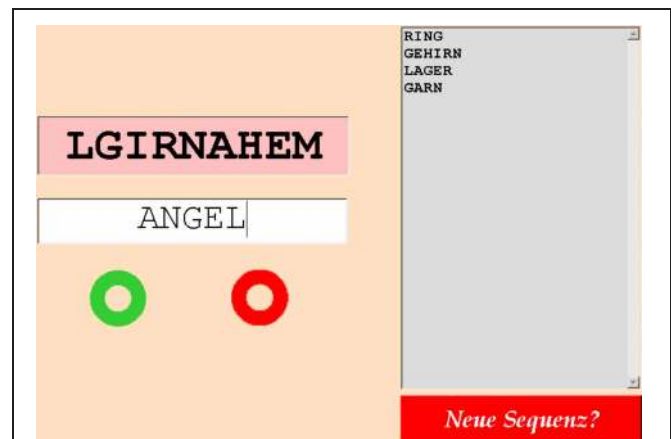 LGIRNAHEM
ANGEL
RING
GEHIRN
LAGER
GARN
Neue Sequenz?